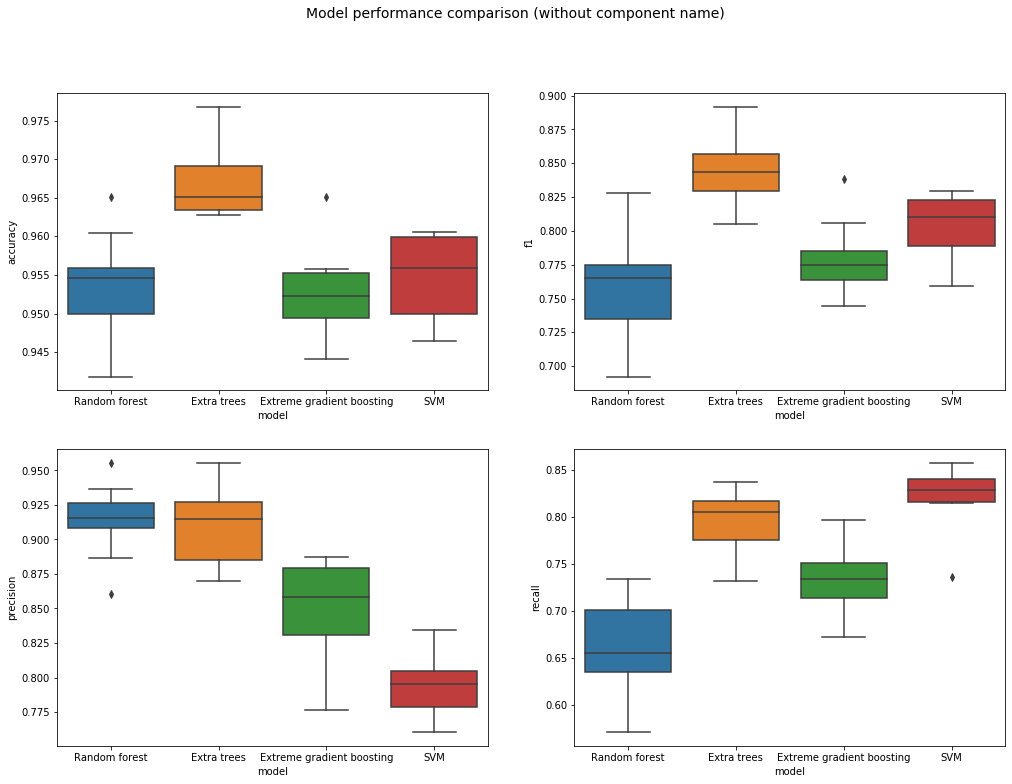 Model performance comparison (without component name)
0.975
0.970
0.965
0.960
0.955
0.950
0.945
accuracy
Random forest Extra trees Extreme gradient boosting SVM
model
0.900
0.875
0.850
0.825
0.800
0.775
0.750
0.725
0.700
f1
Random forest Extra trees Extreme gradient boosting SVM
model
0.950
0.925
0.900
0.875
0.850
0.825
0.800
0.775
precision
Random forest Extra trees Extreme gradient boosting SVM
model
0.85
0.80
0.75
0.70
0.65
0.60
recall
Random forest Extra trees Extreme gradient boosting SVM
model